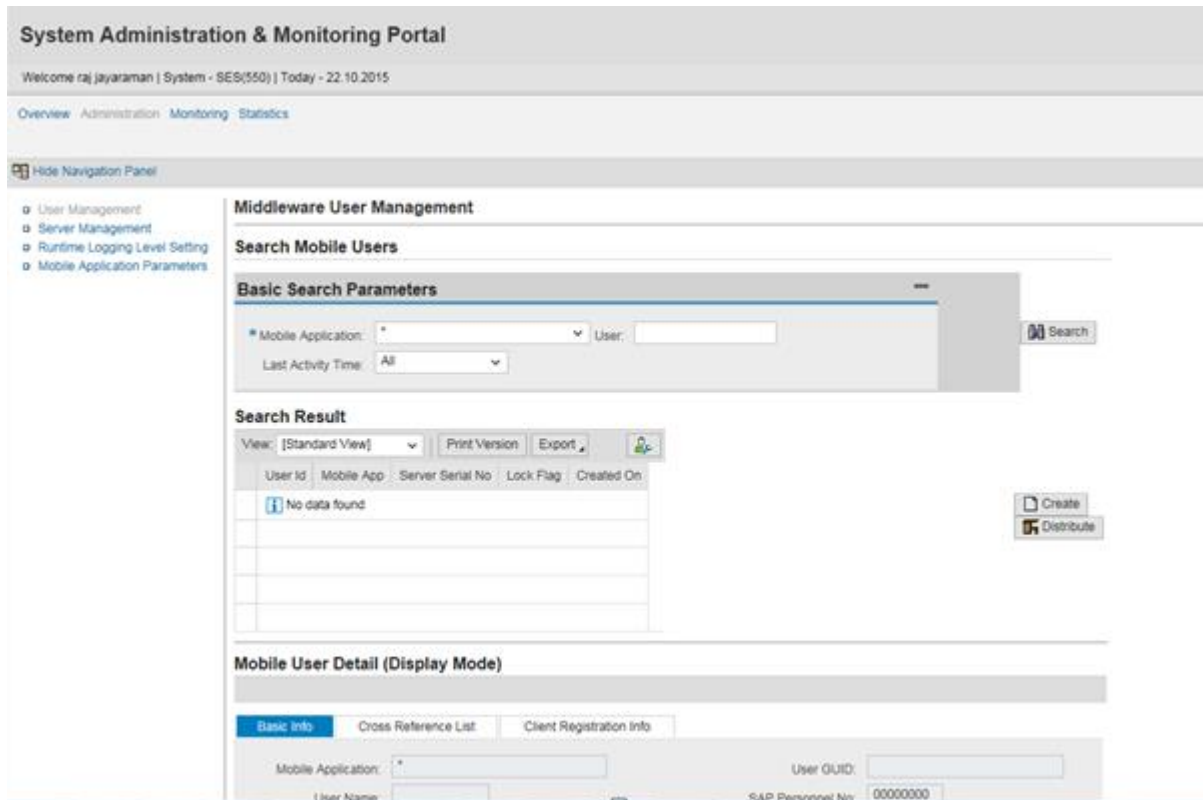 System Administration & Monitoring Portal
Welcome raj jayaraman | System - SES(550) | Today - 22.10.2015
Overview Administration Monitoring Statistics
Hide Navigation Panel
User Management
Server Management
Runtime Logging Level Setting
Mobile Application Parameters
Middleware User Management
Search Mobile Users
Basic Search Parameters
* Mobile Application: * User:
Search
Last Activity Time: All
Search Result
View: [Standard View] Print Version Export
User Id Mobile App Server Serial No Lock Flag Created On
No data found
Create
Distribute
Mobile User Detail (Display Mode)
Basic Info Cross Reference List Client Registration Info
Mobile Application: * User GUID:
User Name: SAP Personnel No: 00000000